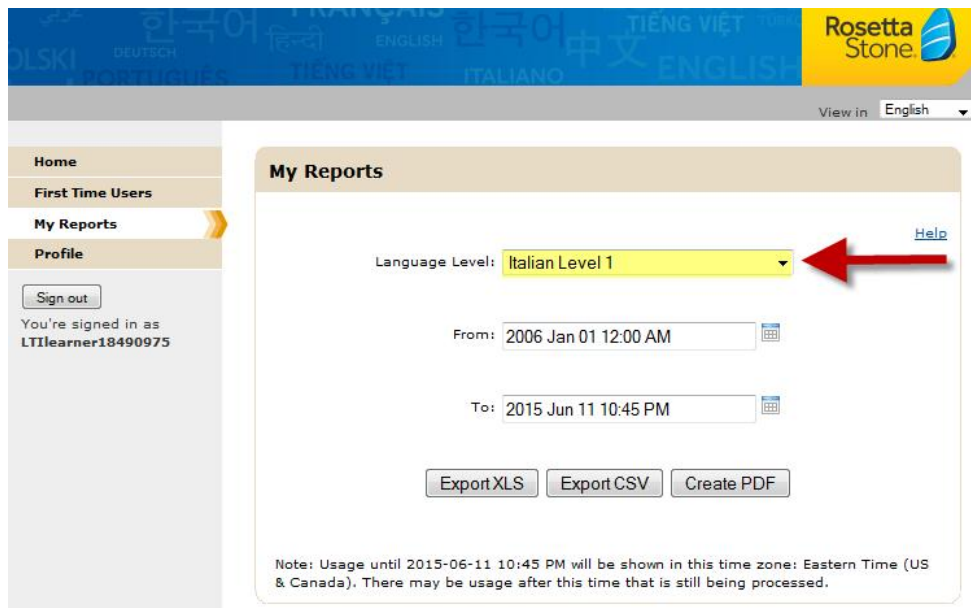 한국어
FRANÇAIS
हिन्दी
ENGLISH
한국어
中文
TIẾNG VIỆT
DEUTSCH
PORTUGUÊS
TIẾNG VIỆT
ITALIANO
ENGLISH
Rosetta
Stone.
View in English
Home
First Time Users
My Reports
Profile
Sign out
You're signed in as
LTIlearner18490975
My Reports
Help
Language Level: Italian Level 1
From: 2006 Jan 01 12:00 AM
To: 2015 Jun 11 10:45 PM
Export XLS Export CSV Create PDF
Note: Usage until 2015-06-11 10:45 PM will be shown in this time zone: Eastern Time (US
& Canada). There may be usage after this time that is still being processed.